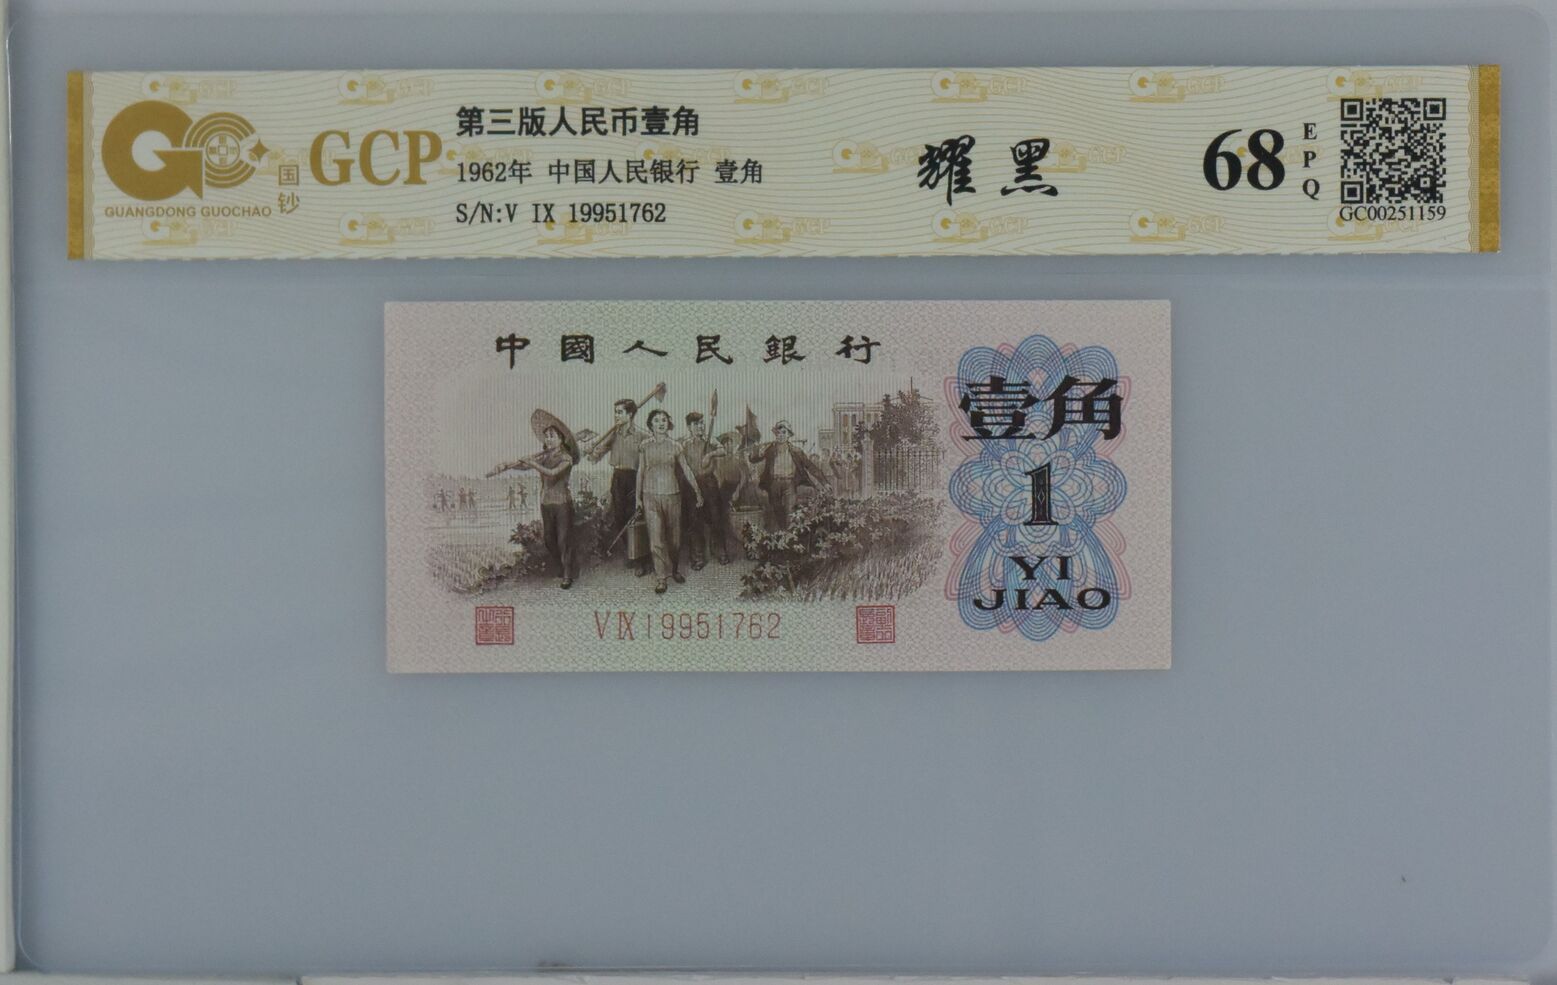 GUANGDONG GUOCHAO
国钞
GCP
第三版人民币壹角
1962年 中国人民银行 壹角
S/N:V IX 19951762
耀黑
68
EPQ
GC00251159
中國人民銀行
壹角
1
YI
JIAO
V IX 19951762